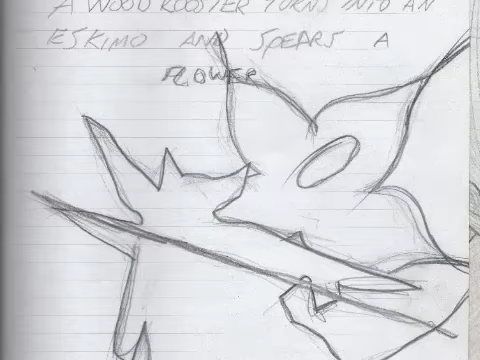 A WOOD ROOSTER TURNS INTO AN
ESKIMO AND SPEARS A
FLOWER